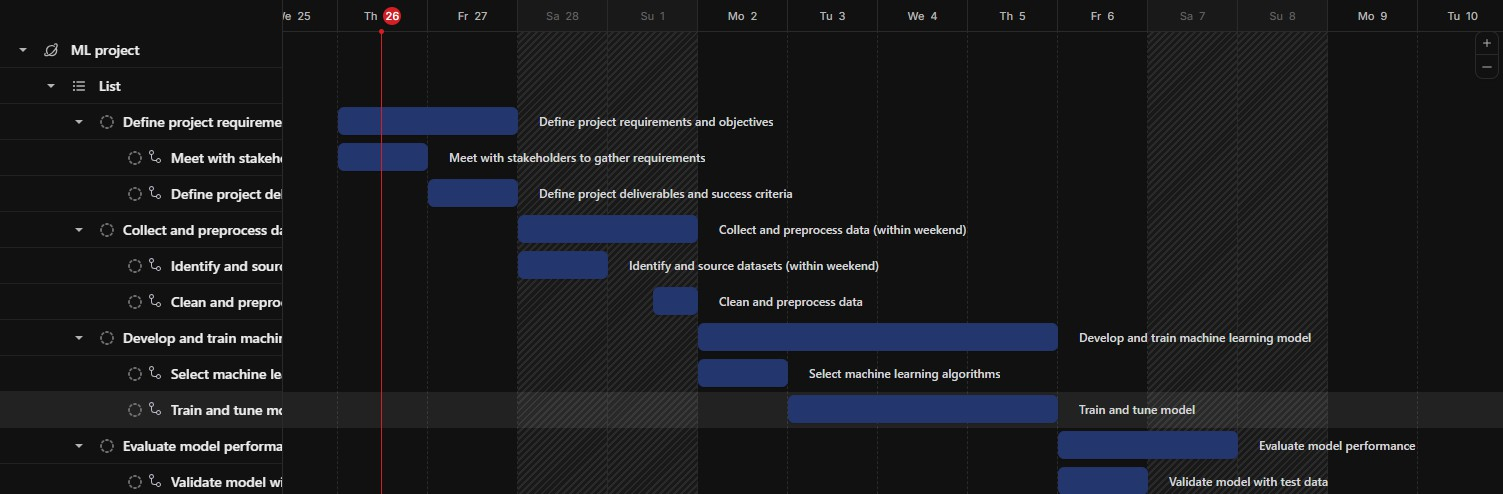 We 25 Th 26 Fr 27 Sa 28 Su 1 Mo 2 Tu 3 We 4 Th 5 Fr 6 Sa 7 Su 8 Mo 9 Tu 10
ML project
List
Define project requireme Define project requirements and objectives
Meet with stakeh Meet with stakeholders to gather requirements
Define project del Define project deliverables and success criteria
Collect and preprocess da Collect and preprocess data (within weekend)
Identify and sourc Identify and source datasets (within weekend)
Clean and prepro Clean and preprocess data
Develop and train machin Develop and train machine learning model
Select machine le Select machine learning algorithms
Train and tune mo Train and tune model
Evaluate model performa Evaluate model performance
Validate model wi Validate model with test data